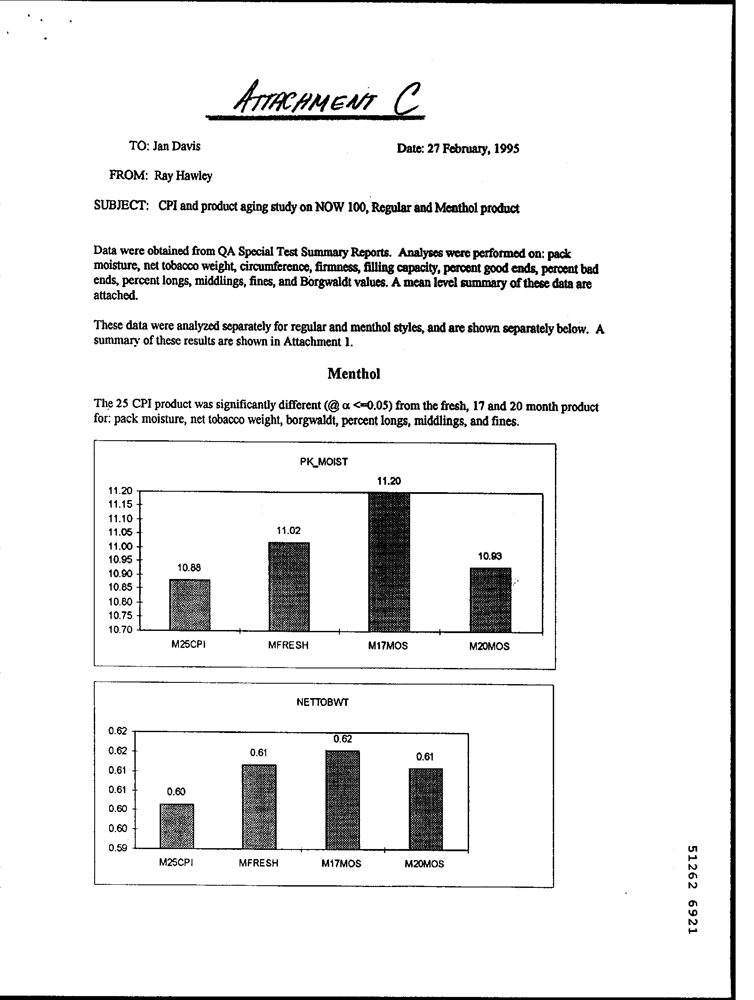 ATTACHMENT C
TO: Jan Davis
Date: 27 February, 1995
FROM: Ray Hawley
SUBJECT: CPI and product aging study on NOW 100, Regular and Menthol product
Data were obtained from QA Special Test Summary Reports. Analyses were performed on: pack
moisture, net tobacco weight, circumference, firmness, filling capacity, percent good ends, percent bad
ends, percent longs, middlings, fines, and Borgwaldt values. A mean level summary of these data are
attached.
These data were analyzed separately for regular and menthol styles, and are shown separately below. A
summary of these results are shown in Attachment 1.
Menthol
The 25 CPI product was significantly different (@ α <=0.05) from the fresh, 17 and 20 month product
for: pack moisture, net tobacco weight, borgwaldt, percent longs, middlings, and fines.
PK_MOIST
11.20
11.20
11.15
11.10
11.05
11.02
11.00
10.95
10.93
10.90
10.88
10.85
10.80
10.75
10.70
M25CPI MFRESH M17MOS M20MOS
NETTOBWT
0.62
0.62
0.62
0.61
0.61
0.61
0.61
0.60
0.60
0.60
0.59
M25CPI MFRESH M17MOS M20MOS
51262 6921